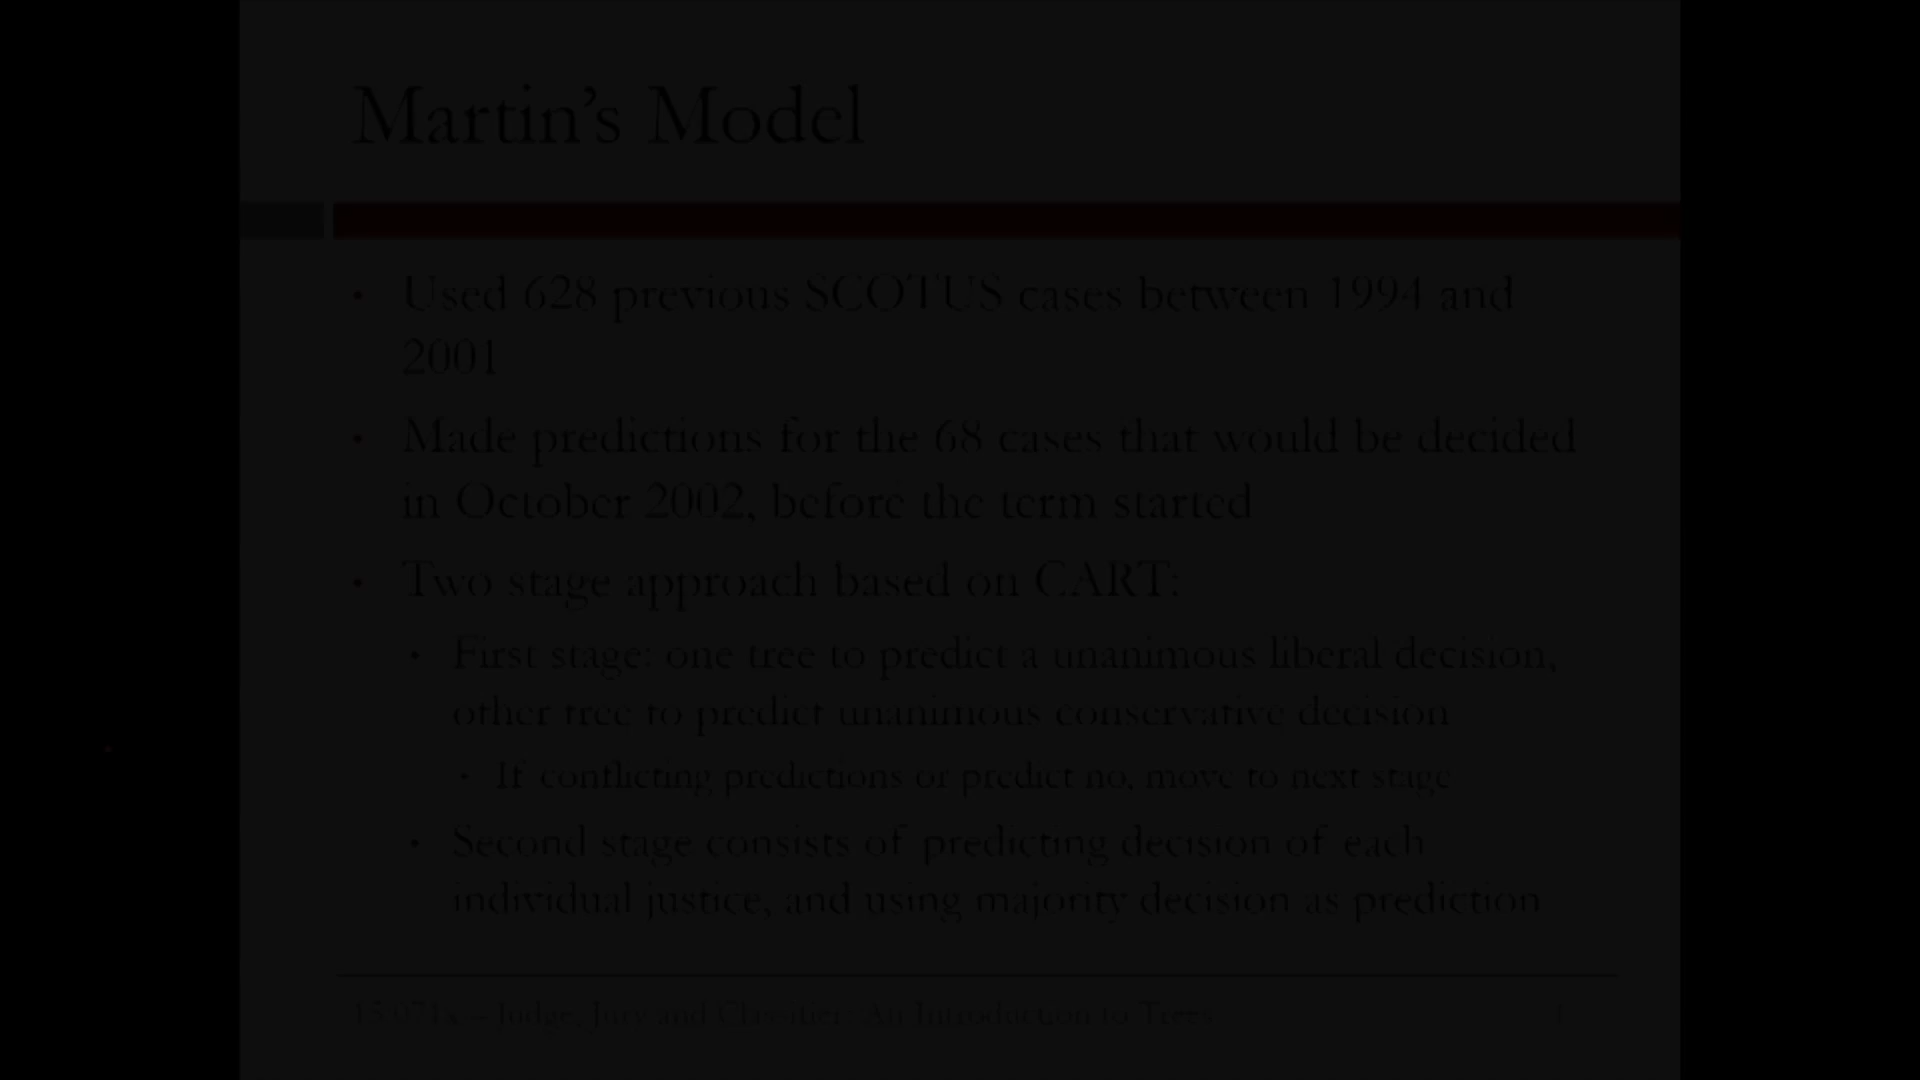 Martin's Model
• Used 628 previous SCOTUS cases between 1994 and
2001
• Made predictions for the 68 cases that would be decided
in October 2002, before the term started
• Two stage approach based on CART:
• First stage: one tree to predict a unanimous liberal decision,
other tree to predict unanimous conservative decision
• If conflicting predictions or predict no, move to next stage
• Second stage consists of predicting decision of each
individual justice, and using majority decision as prediction
15.071x – Judge, Jury and Classifier: An Introduction to Trees 1